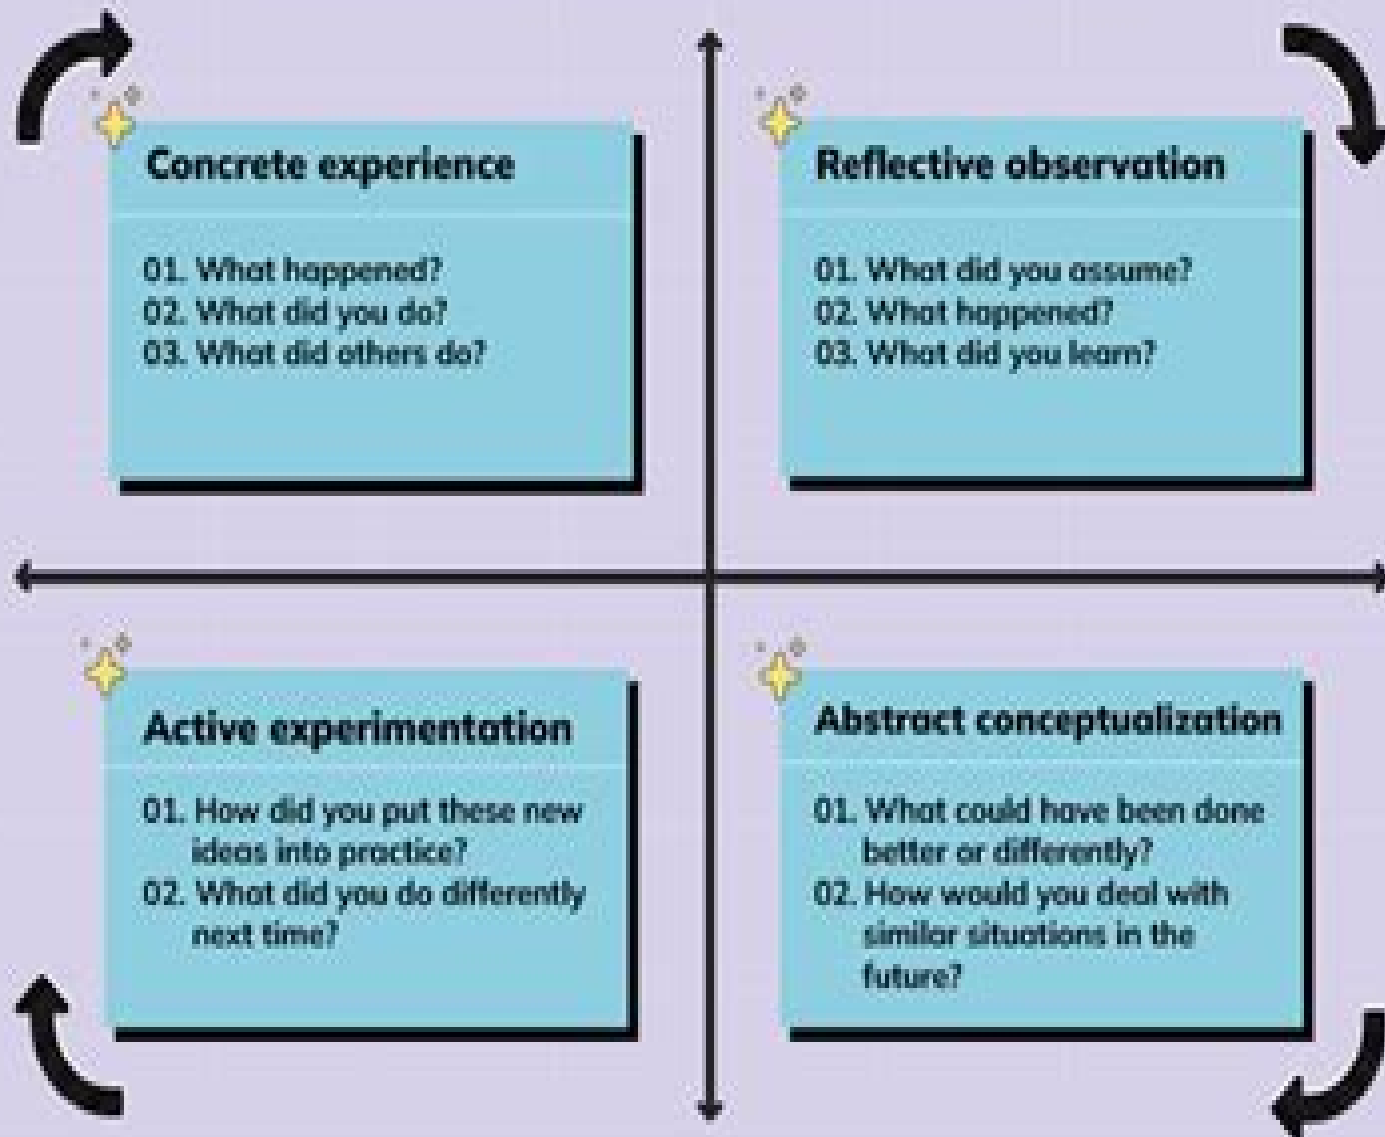 Concrete experience
01. What happened?
02. What did you do?
03. What did others do?
Reflective observation
01. What did you assume?
02. What happened?
03. What did you learn?
Active experimentation
01. How did you put these new
ideas into practice?
02. What did you do differently
next time?
Abstract conceptualization
01. What could have been done
better or differently?
02. How would you deal with
similar situations in the
future?